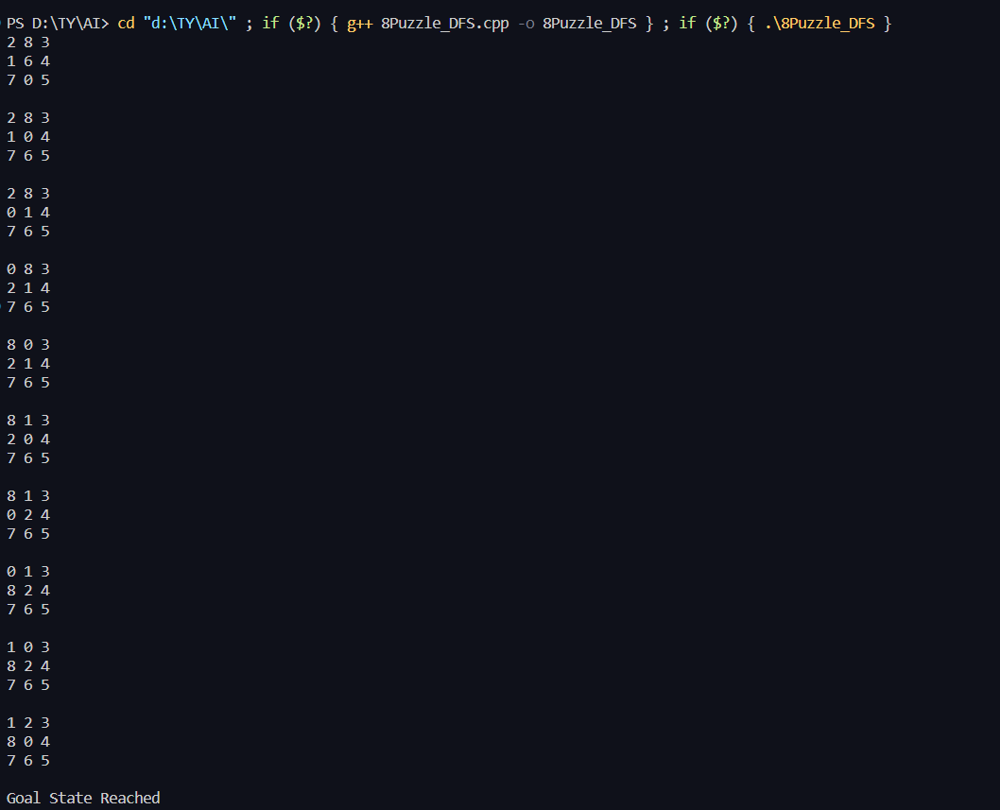 PS D:\TY\AI> cd "d:\TY\AI\" ; if ($?) { g++ 8Puzzle_DFS.cpp -o 8Puzzle_DFS } ; if ($?) { .\8Puzzle_DFS }
2 8 3
1 6 4
7 0 5

2 8 3
1 0 4
7 6 5

2 8 3
0 1 4
7 6 5

0 8 3
2 1 4
7 6 5

8 0 3
2 1 4
7 6 5

8 1 3
2 0 4
7 6 5

8 1 3
0 2 4
7 6 5

0 1 3
8 2 4
7 6 5

1 0 3
8 2 4
7 6 5

1 2 3
8 0 4
7 6 5

Goal State Reached